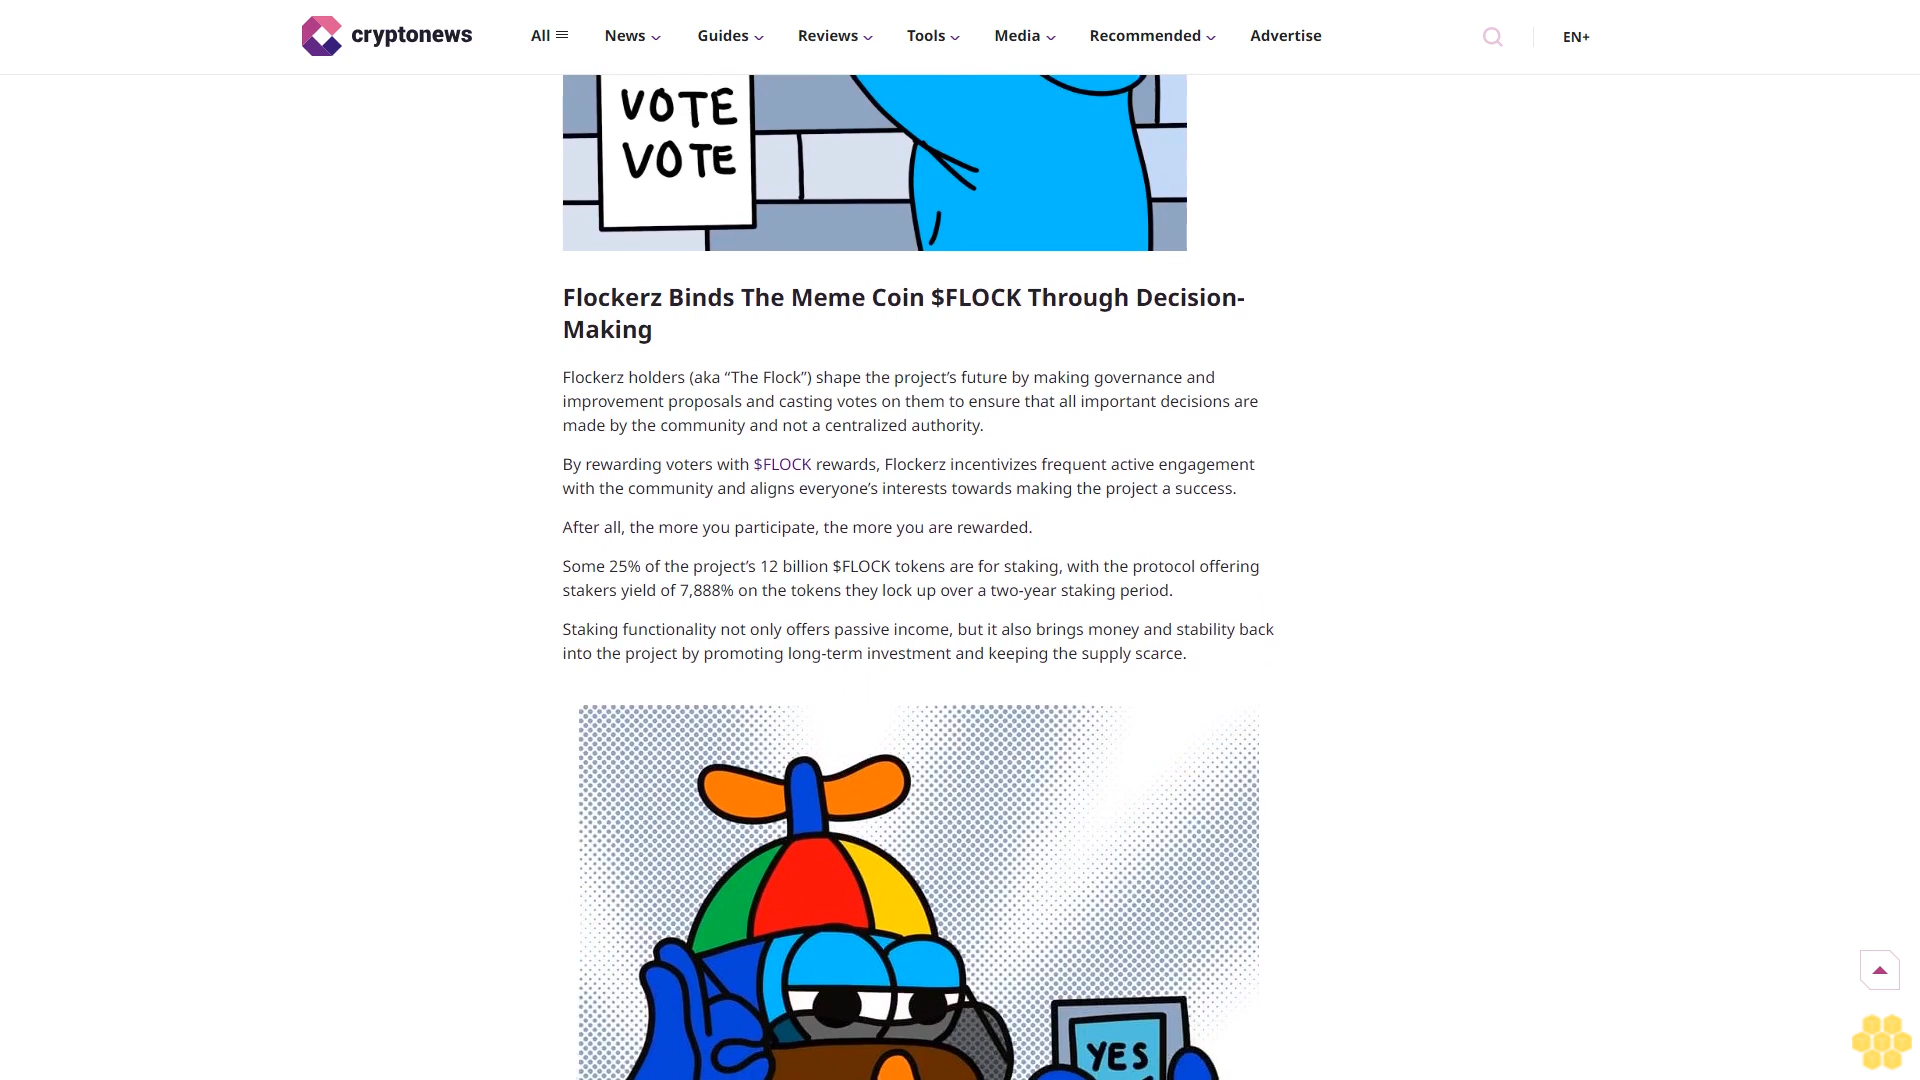 cryptonews
All
News
Guides
Reviews
Tools
Media
Recommended
Advertise
EN+
VOTE
VOTE
Flockerz Binds The Meme Coin $FLOCK Through Decision-
Making
Flockerz holders (aka “The Flock”) shape the project’s future by making governance and
improvement proposals and casting votes on them to ensure that all important decisions are
made by the community and not a centralized authority.
By rewarding voters with $FLOCK rewards, Flockerz incentivizes frequent active engagement
with the community and aligns everyone’s interests towards making the project a success.
After all, the more you participate, the more you are rewarded.
Some 25% of the project’s 12 billion $FLOCK tokens are for staking, with the protocol offering
stakers yield of 7,888% on the tokens they lock up over a two-year staking period.
Staking functionality not only offers passive income, but it also brings money and stability back
into the project by promoting long-term investment and keeping the supply scarce.
YES